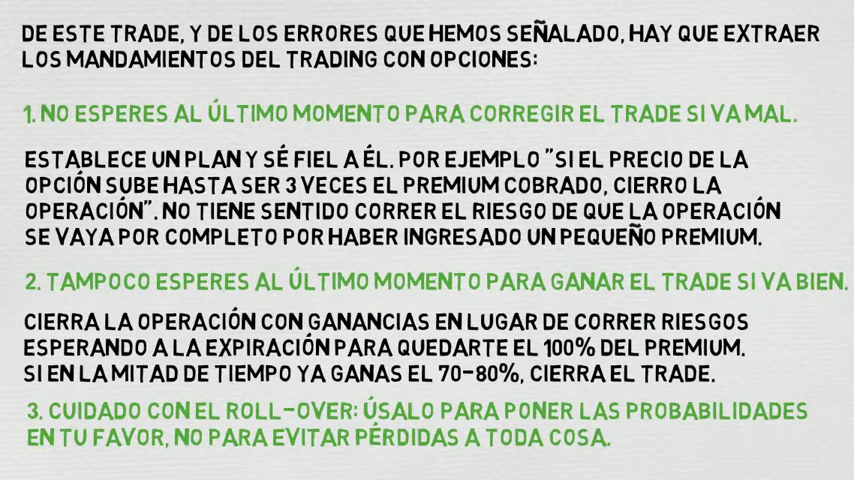 DE ESTE TRADE, Y DE LOS ERRORES QUE HEMOS SEÑALADO, HAY QUE EXTRAER
LOS MANDAMIENTOS DEL TRADING CON OPCIONES:
1. NO ESPERES AL ÚLTIMO MOMENTO PARA CORREGIR EL TRADE SI VA MAL.
ESTABLECE UN PLAN Y SÉ FIEL A ÉL. POR EJEMPLO "SI EL PRECIO DE LA
OPCIÓN SUBE HASTA SER 3 VECES EL PREMIUM COBRADO, CIERRO LA
OPERACIÓN". NO TIENE SENTIDO CORRER EL RIESGO DE QUE LA OPERACIÓN
SE VAYA POR COMPLETO POR HABER INGRESADO UN PEQUEÑO PREMIUM.
2. TAMPOCO ESPERES AL ÚLTIMO MOMENTO PARA GANAR EL TRADE SI VA BIEN.
CIERRA LA OPERACIÓN CON GANANCIAS EN LUGAR DE CORRER RIESGOS
ESPERANDO A LA EXPIRACIÓN PARA QUEDARTE EL 100% DEL PREMIUM.
SI EN LA MITAD DE TIEMPO YA GANAS EL 70-80%, CIERRA EL TRADE.
3. CUIDADO CON EL ROLL-OVER: ÚSALO PARA PONER LAS PROBABILIDADES
EN TU FAVOR, NO PARA EVITAR PÉRDIDAS A TODA COSA.